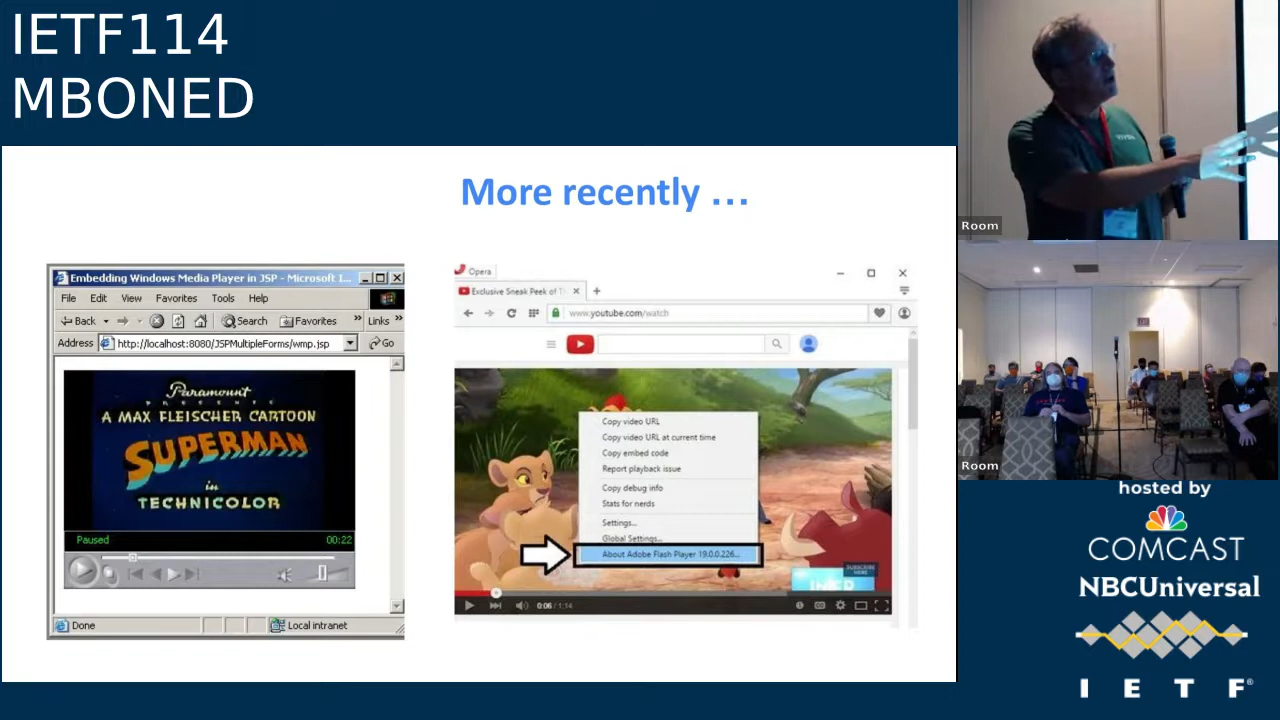 IETF114
MBONED
More recently ...
Embedding Windows Media Player in JSP - Microsoft I...
File Edit View Favorites Tools Help
Back Search Favorites » Links »
Address http://localhost:8080/JSPMultipleForms/wmp.jsp Go
Paramount
PRESENTS
A MAX FLEISCHER CARTOON
SUPERMAN
in
TECHNICOLOR
Paused 00:22
Done Local intranet
Opera
Exclusive Sneak Peek of
www.youtube.com/watch
Copy video URL
Copy video URL at current time
Copy embed code
Report playback issue
Copy debug info
Stats for nerds
Settings...
Global Settings...
About Adobe Flash Player 19.0.0.226...
SUBSCRIBE
HERE
0:06 / 1:14
Room
Room
hosted by
COMCAST
NBCUniversal
I E T F®